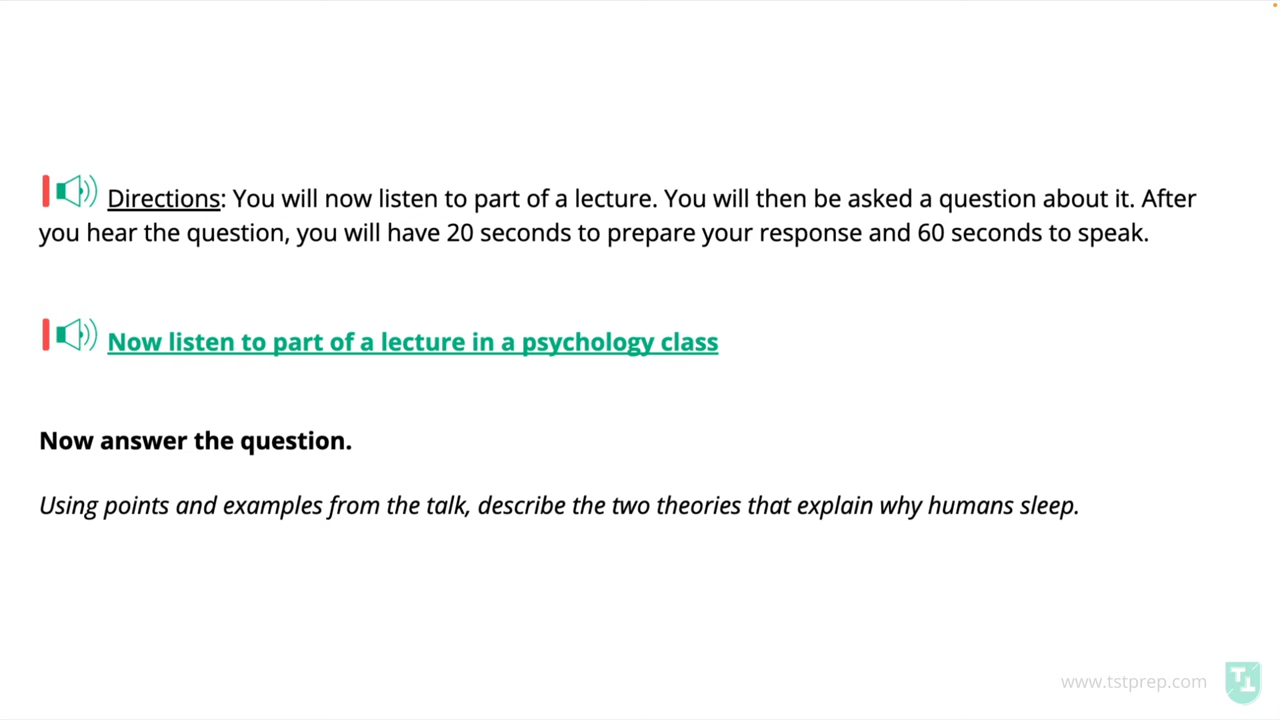 Directions: You will now listen to part of a lecture. You will then be asked a question about it. After
you hear the question, you will have 20 seconds to prepare your response and 60 seconds to speak.
Now listen to part of a lecture in a psychology class
Now answer the question.
Using points and examples from the talk, describe the two theories that explain why humans sleep.
www.tstprep.com